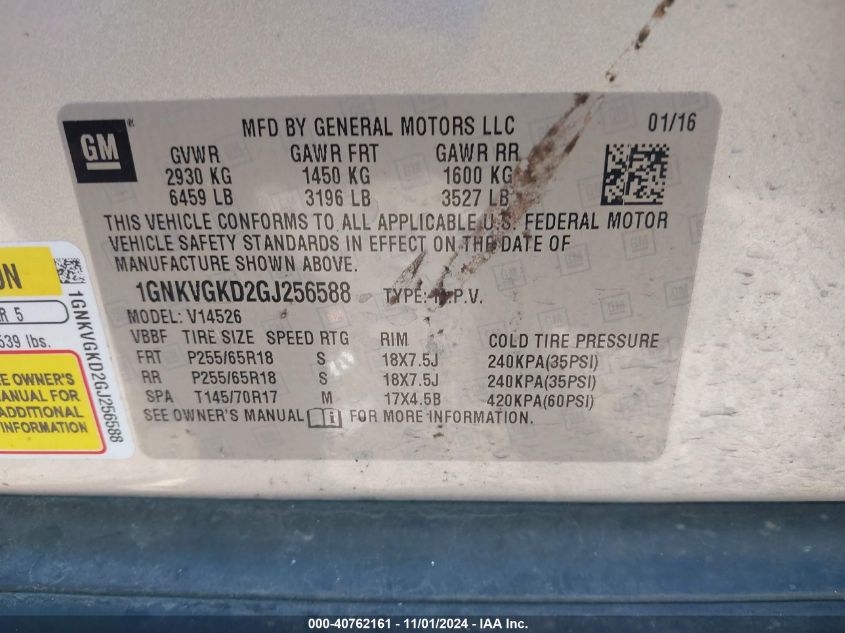 GM
MFD BY GENERAL MOTORS LLC 01/16
GVWR GAWR FRT GAWR RR
2930 KG 1450 KG 1600 KG
6459 LB 3196 LB 3527 LB
THIS VEHICLE CONFORMS TO ALL APPLICABLE U.S. FEDERAL MOTOR
VEHICLE SAFETY STANDARDS IN EFFECT ON THE DATE OF
MANUFACTURE SHOWN ABOVE.
1GNKVGKD2GJ256588 TYPE: M.P.V.
MODEL: V14526
VBBF TIRE SIZE SPEED RTG RIM COLD TIRE PRESSURE
FRT P255/65R18 S 18X7.5J 240KPA(35PSI)
RR P255/65R18 S 18X7.5J 240KPA(35PSI)
SPA T145/70R17 M 17X4.5B 420KPA(60PSI)
SEE OWNER'S MANUAL FOR MORE INFORMATION.
ON
R 5
539 lbs.
EE OWNER'S
MANUAL FOR
ADDITIONAL
INFORMATION
1GNKVGKD2GJ256588
000-40762161 - 11/01/2024 - IAA Inc.